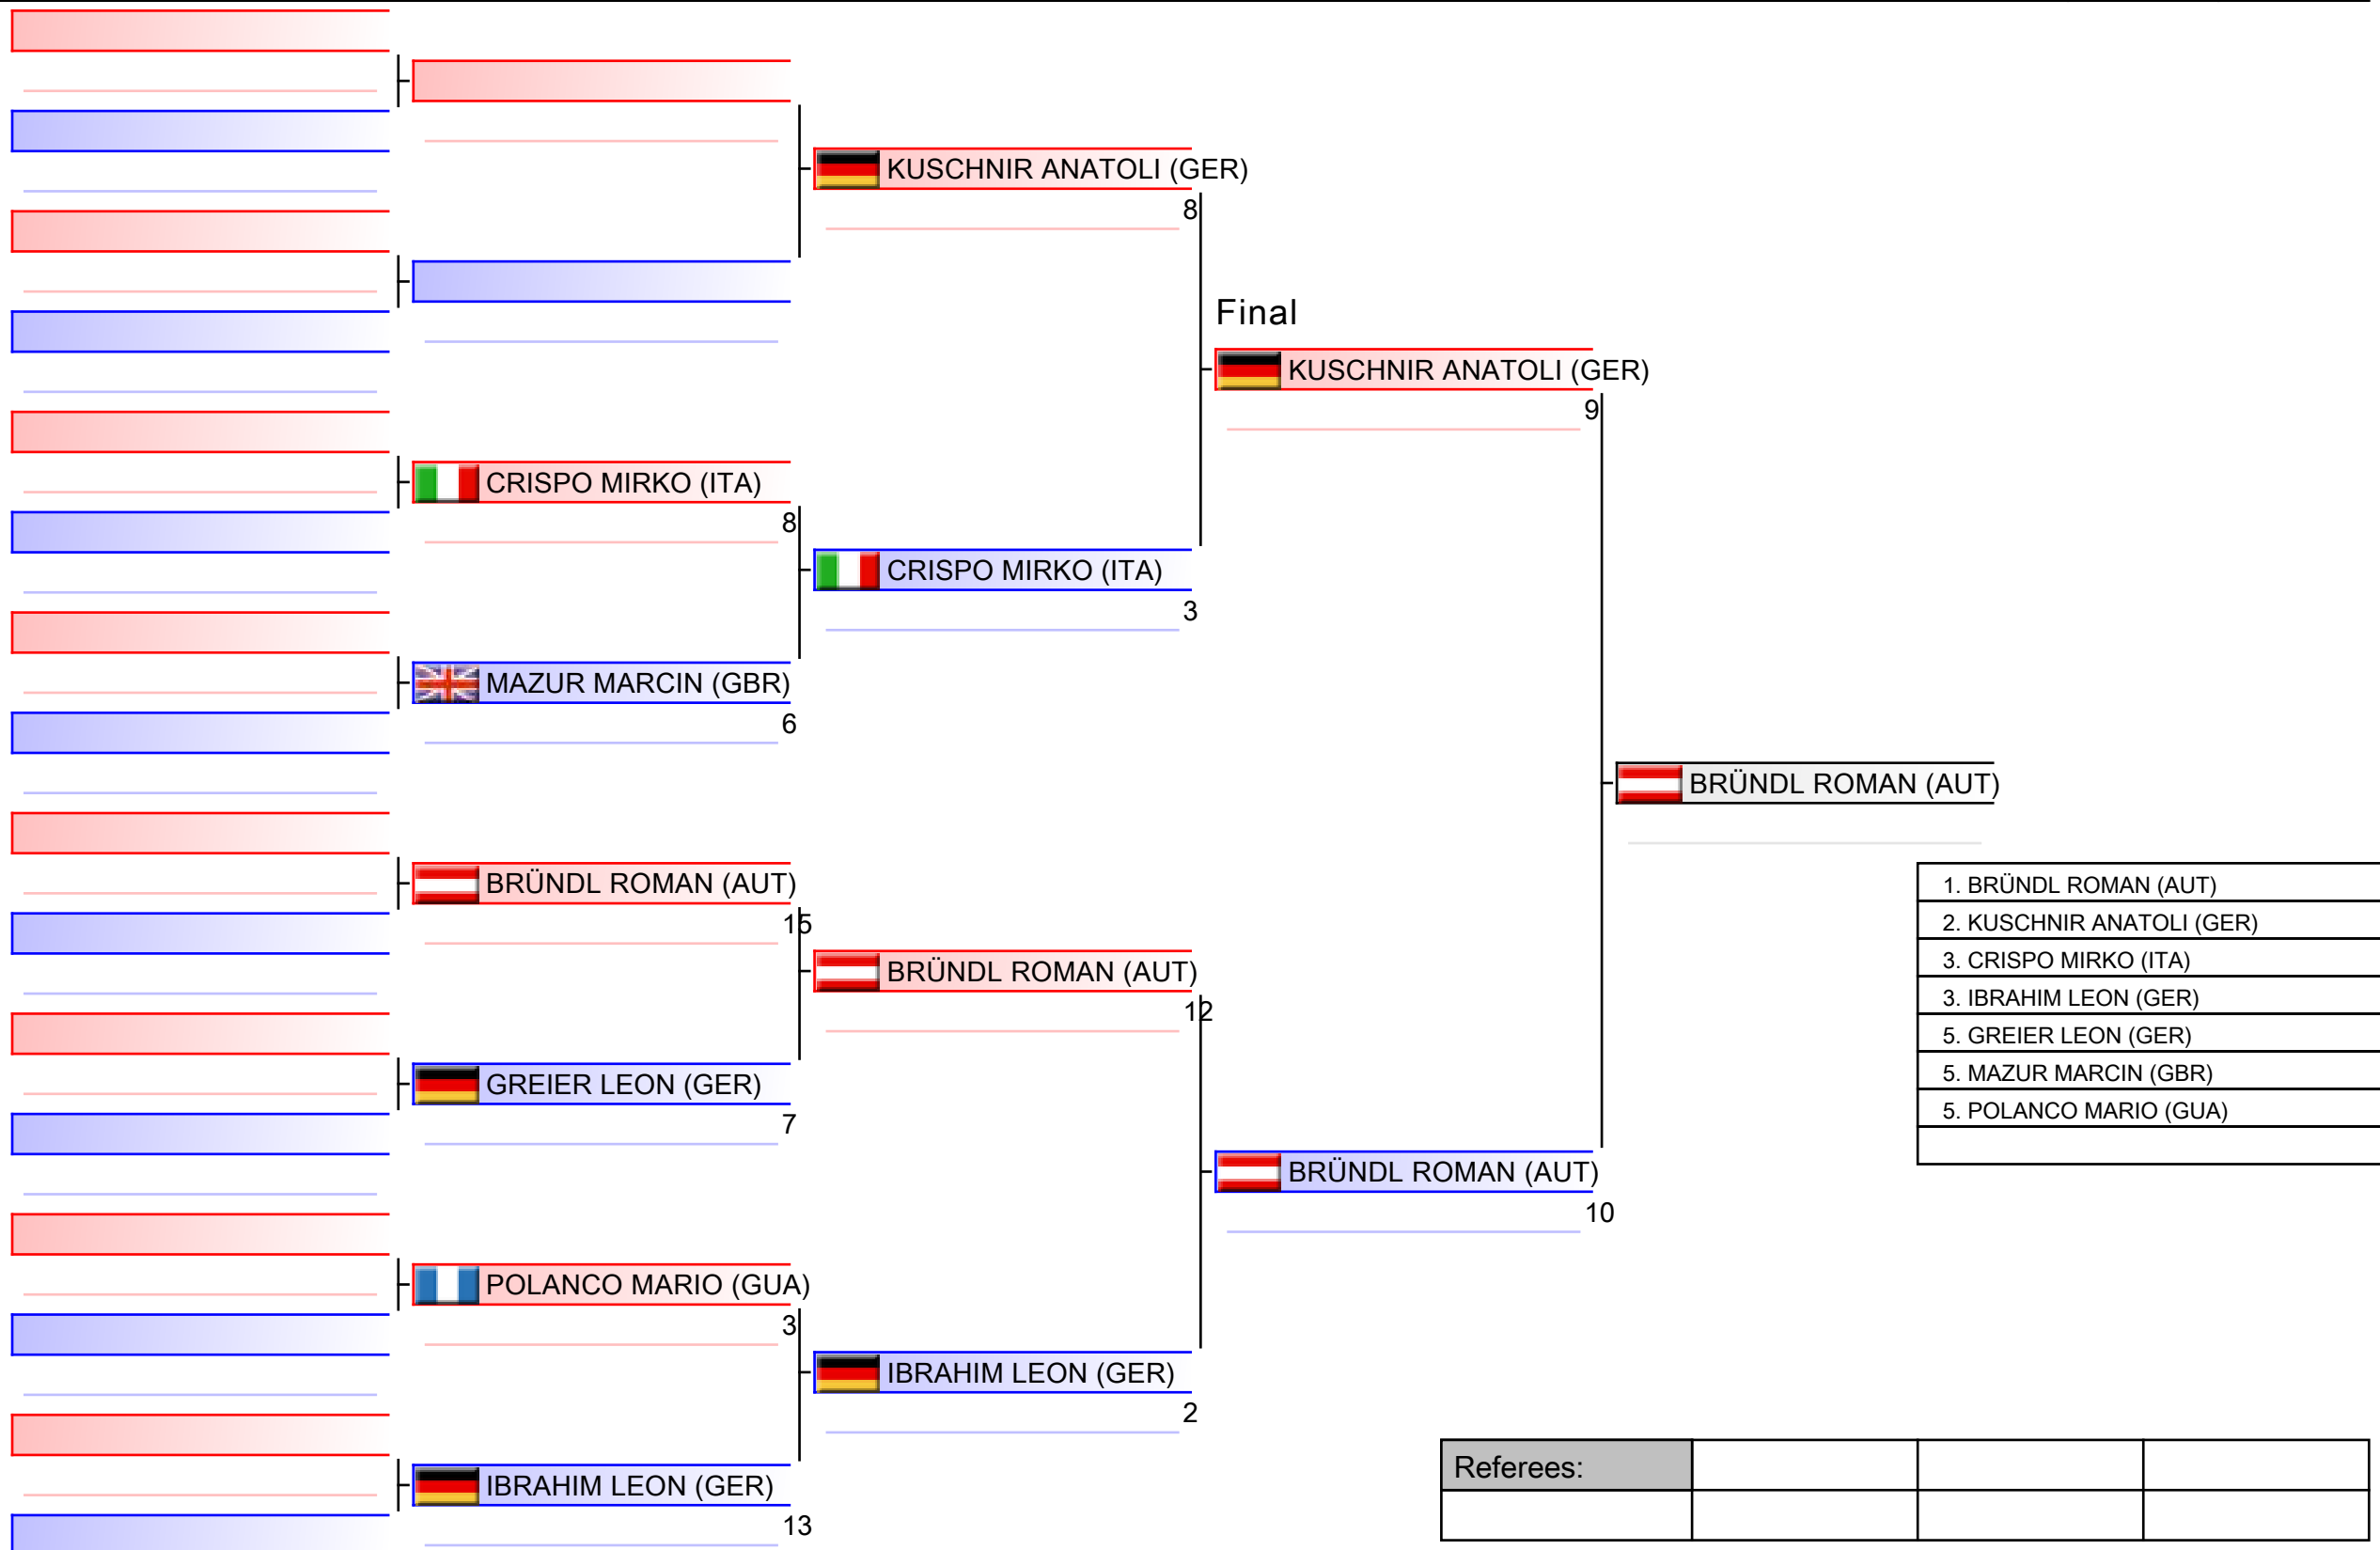 KUSCHNIR ANATOLI (GER)
8
Final
KUSCHNIR ANATOLI (GER)
9
CRISPO MIRKO (ITA)
8
CRISPO MIRKO (ITA)
3
MAZUR MARCIN (GBR)
6
BRÜNDL ROMAN (AUT)
BRÜNDL ROMAN (AUT)
15
BRÜNDL ROMAN (AUT)
12
GREIER LEON (GER)
7
BRÜNDL ROMAN (AUT)
10
POLANCO MARIO (GUA)
3
IBRAHIM LEON (GER)
2
IBRAHIM LEON (GER)
13
1. BRÜNDL ROMAN (AUT)
2. KUSCHNIR ANATOLI (GER)
3. CRISPO MIRKO (ITA)
3. IBRAHIM LEON (GER)
5. GREIER LEON (GER)
5. MAZUR MARCIN (GBR)
5. POLANCO MARIO (GUA)
Referees: